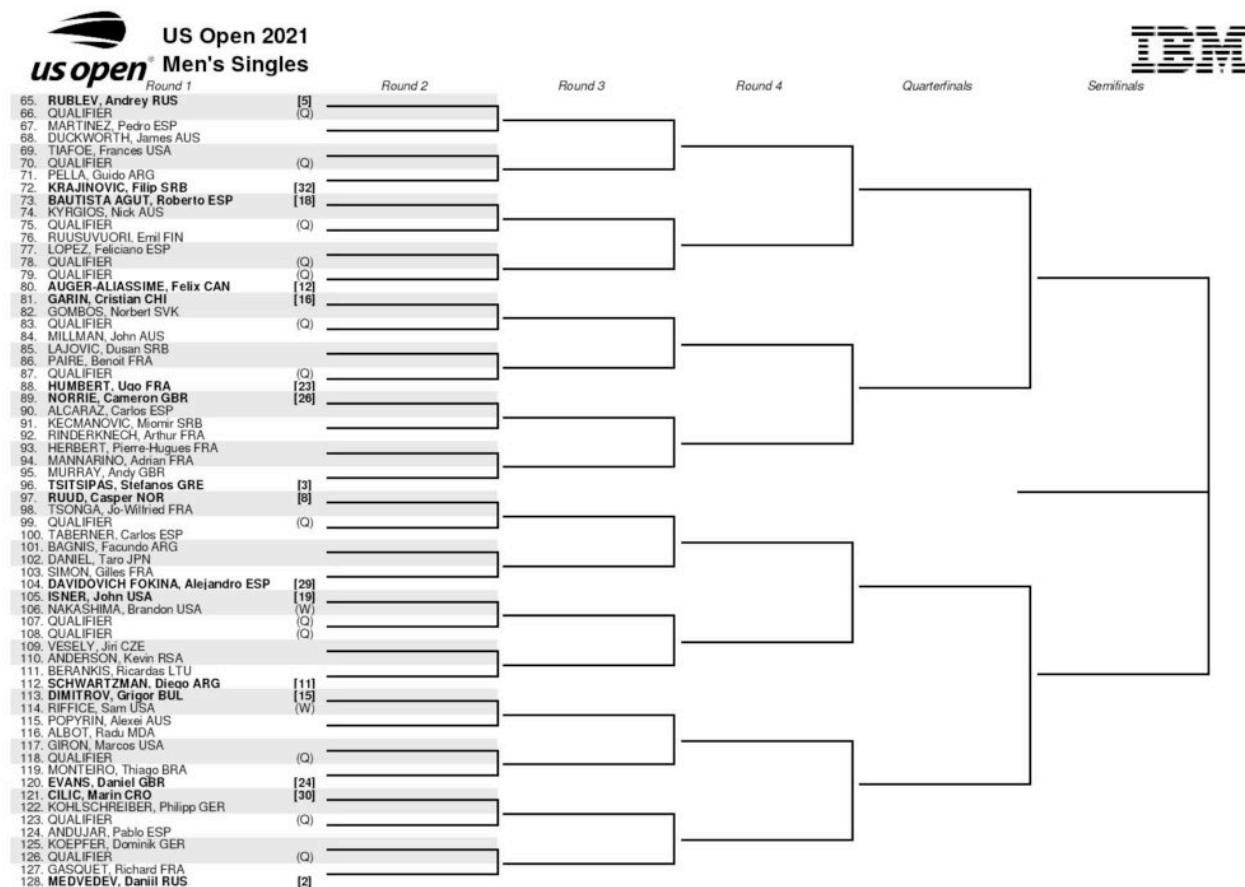 US Open 2021
Men's Singles
us open
IBM
Round 1 Round 2 Round 3 Round 4 Quarterfinals Semifinals
65. RUBLEV, Andrey RUS [5]
66. QUALIFIER (Q)
67. MARTINEZ, Pedro ESP
68. DUCKWORTH, James AUS
69. TIAFOE, Frances USA
70. QUALIFIER (Q)
71. PELLA, Guido ARG
72. KRAJINOVIC, Filip SRB [32]
73. BAUTISTA AGUT, Roberto ESP [18]
74. KYRGIOS, Nick AUS
75. QUALIFIER (Q)
76. RUUSUVUORI, Emil FIN
77. LOPEZ, Feliciano ESP
78. QUALIFIER (Q)
79. QUALIFIER (Q)
80. AUGER-ALIASSIME, Felix CAN [12]
81. GARIN, Cristian CHI [16]
82. GOMBOS, Norbert SVK
83. QUALIFIER (Q)
84. MILLMAN, John AUS
85. LAJOVIC, Dusan SRB
86. PAIRE, Benoit FRA
87. QUALIFIER (Q)
88. HUMBERT, Ugo FRA [23]
89. NORRIE, Cameron GBR [26]
90. ALCARAZ, Carlos ESP
91. KECMANOVIC, Miomir SRB
92. RINDERKNECH, Arthur FRA
93. HERBERT, Pierre-Hugues FRA
94. MANNARINO, Adrian FRA
95. MURRAY, Andy GBR
96. TSITSIPAS, Stefanos GRE [3]
97. RUUD, Casper NOR [8]
98. TSONGA, Jo-Wilfried FRA
99. QUALIFIER (Q)
100. TABERNER, Carlos ESP
101. BAGNIS, Facundo ARG
102. DANIEL, Taro JPN
103. SIMON, Gilles FRA
104. DAVIDOVICH FOKINA, Alejandro ESP [29]
105. ISNER, John USA [19]
106. NAKASHIMA, Brandon USA (W)
107. QUALIFIER (Q)
108. QUALIFIER (Q)
109. VESELY, Jiri CZE
110. ANDERSON, Kevin RSA
111. BERANKIS, Ricardas LTU
112. SCHWARTZMAN, Diego ARG [11]
113. DIMITROV, Grigor BUL [15]
114. RIFFICE, Sam USA (W)
115. POPYRIN, Alexei AUS
116. ALBOT, Radu MDA
117. GIRON, Marcos USA
118. QUALIFIER (Q)
119. MONTEIRO, Thiago BRA
120. EVANS, Daniel GBR [24]
121. CILIC, Marin CRO [30]
122. KOHLSCHREIBER, Philipp GER
123. QUALIFIER (Q)
124. ANDUJAR, Pablo ESP
125. KOEPFER, Dominik GER
126. QUALIFIER (Q)
127. GASQUET, Richard FRA
128. MEDVEDEV, Daniil RUS [2]